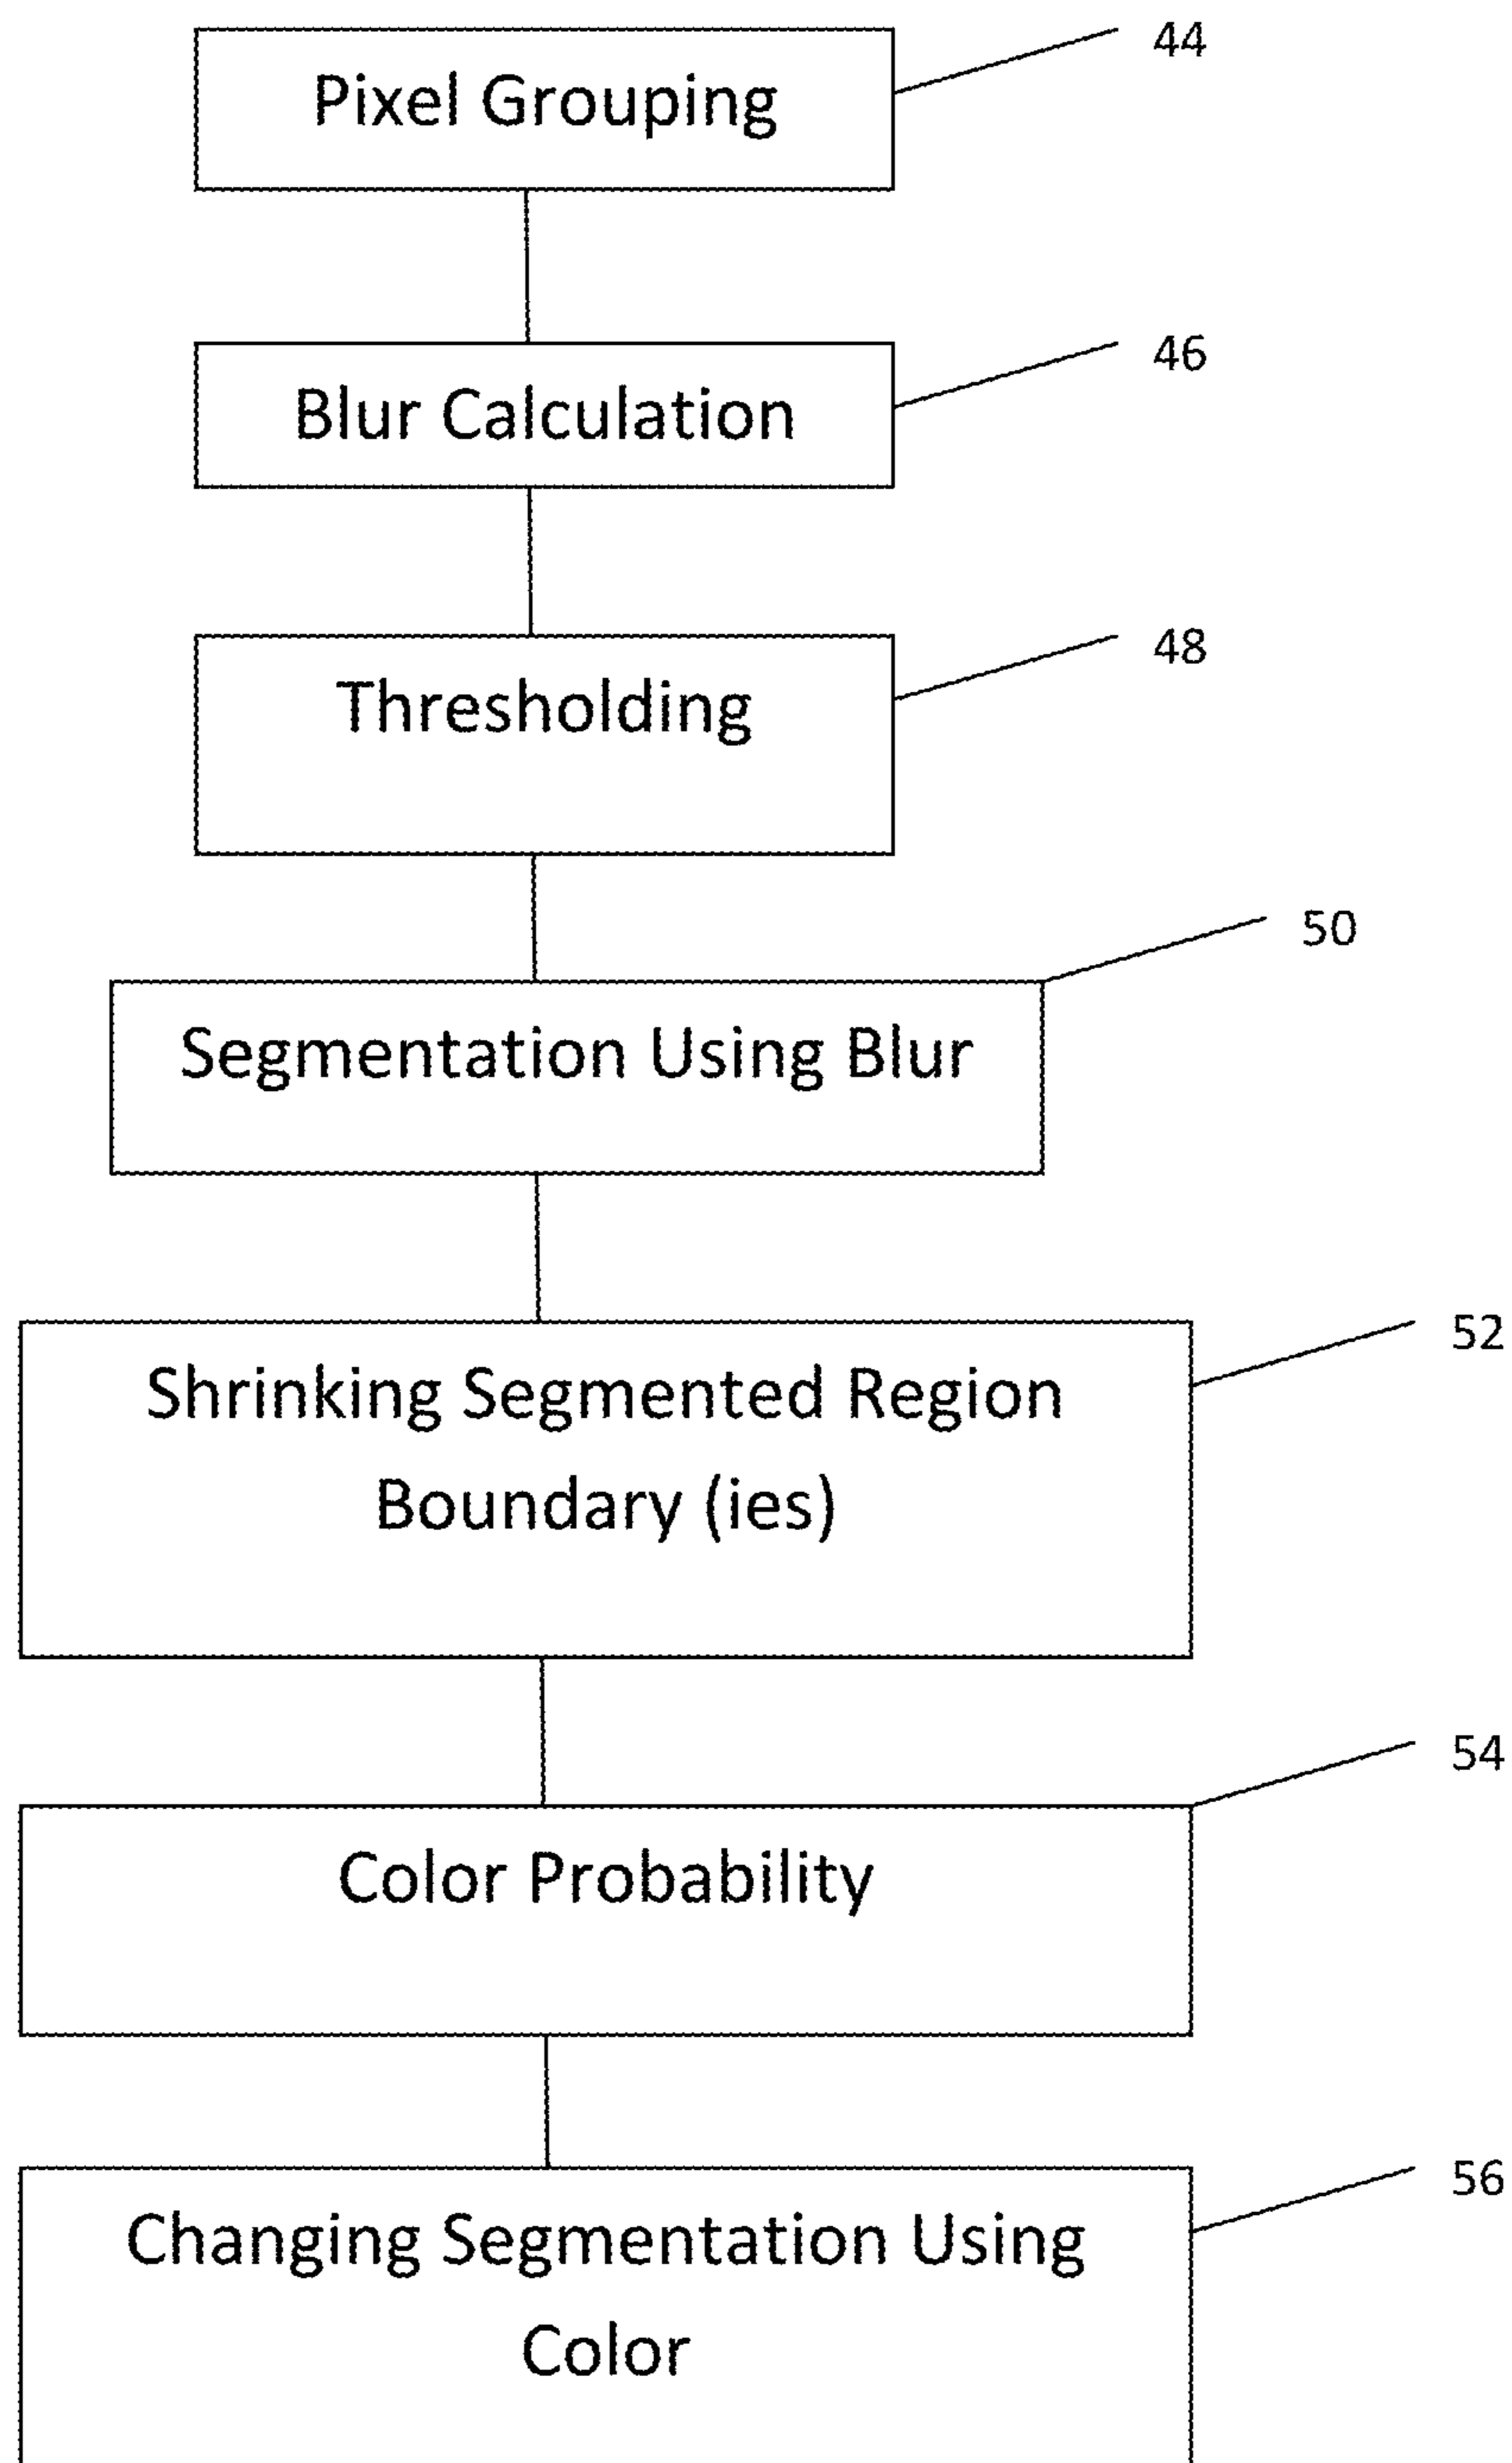 44
Pixel Grouping
46
Blur Calculation
48
Thresholding
50
Segmentation Using Blur
52
Shrinking Segmented Region
Boundary (ies)
54
Color Probability
56
Changing Segmentation Using
Color